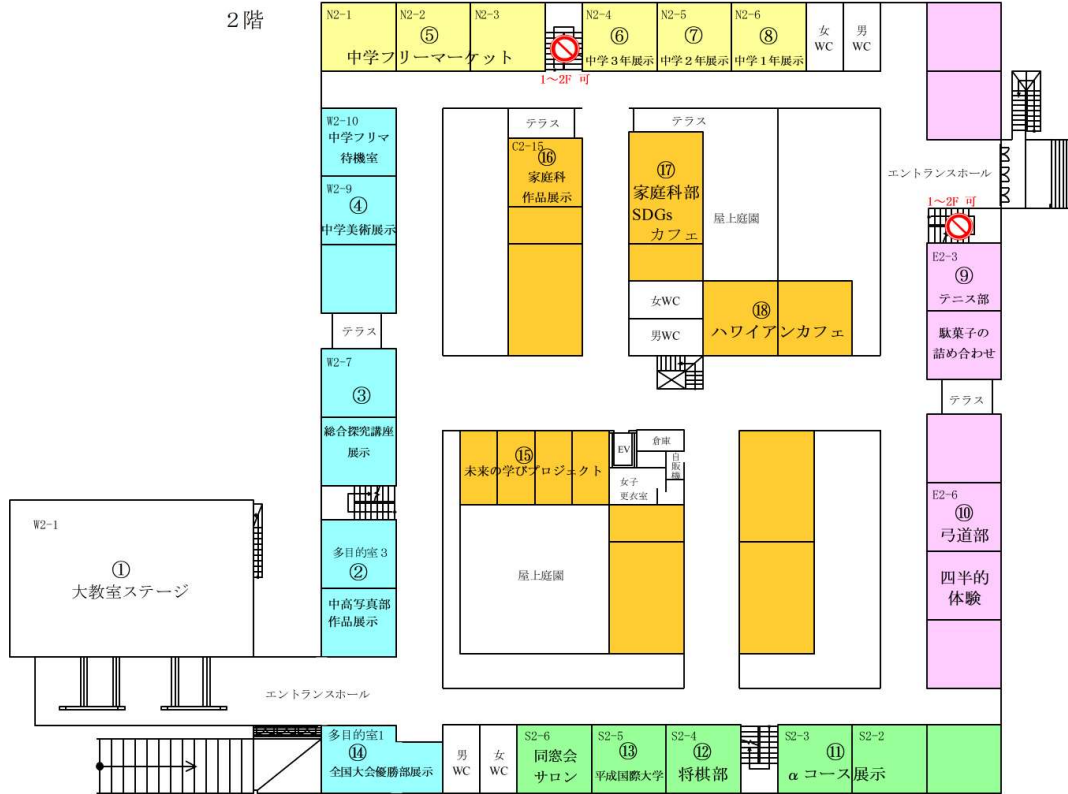 ２階
N2-1
N2-2
N2-3
⑤
中学フリーマーケット
1～2F 可
N2-4
⑥
中学３年展示
N2-5
⑦
中学２年展示
N2-6
⑧
中学１年展示
女
WC
男
WC
W2-10
中学フリマ
待機室
W2-9
④
中学美術展示
テラス
W2-7
③
総合探究講座
展示
多目的室３
②
中高写真部
作品展示
W2-1
①
大教室ステージ
エントランスホール
テラス
C2-15
⑯
家庭科
作品展示
テラス
⑰
家庭科部
SDGs
カフェ
屋上庭園
女WC
男WC
⑱
ハワイアンカフェ
エントランスホール
1～2F 可
E2-3
⑨
テニス部
駄菓子の
詰め合わせ
テラス
E2-6
⑩
弓道部
四半的
体験
⑮
未来の学びプロジェクト
EV
倉庫
自販機
女子
更衣室
屋上庭園
多目的室1
⑭
全国大会優勝部展示
男
WC
女
WC
S2-6
同窓会
サロン
S2-5
⑬
平成国際大学
S2-4
⑫
将棋部
S2-3
S2-2
⑪
αコース展示